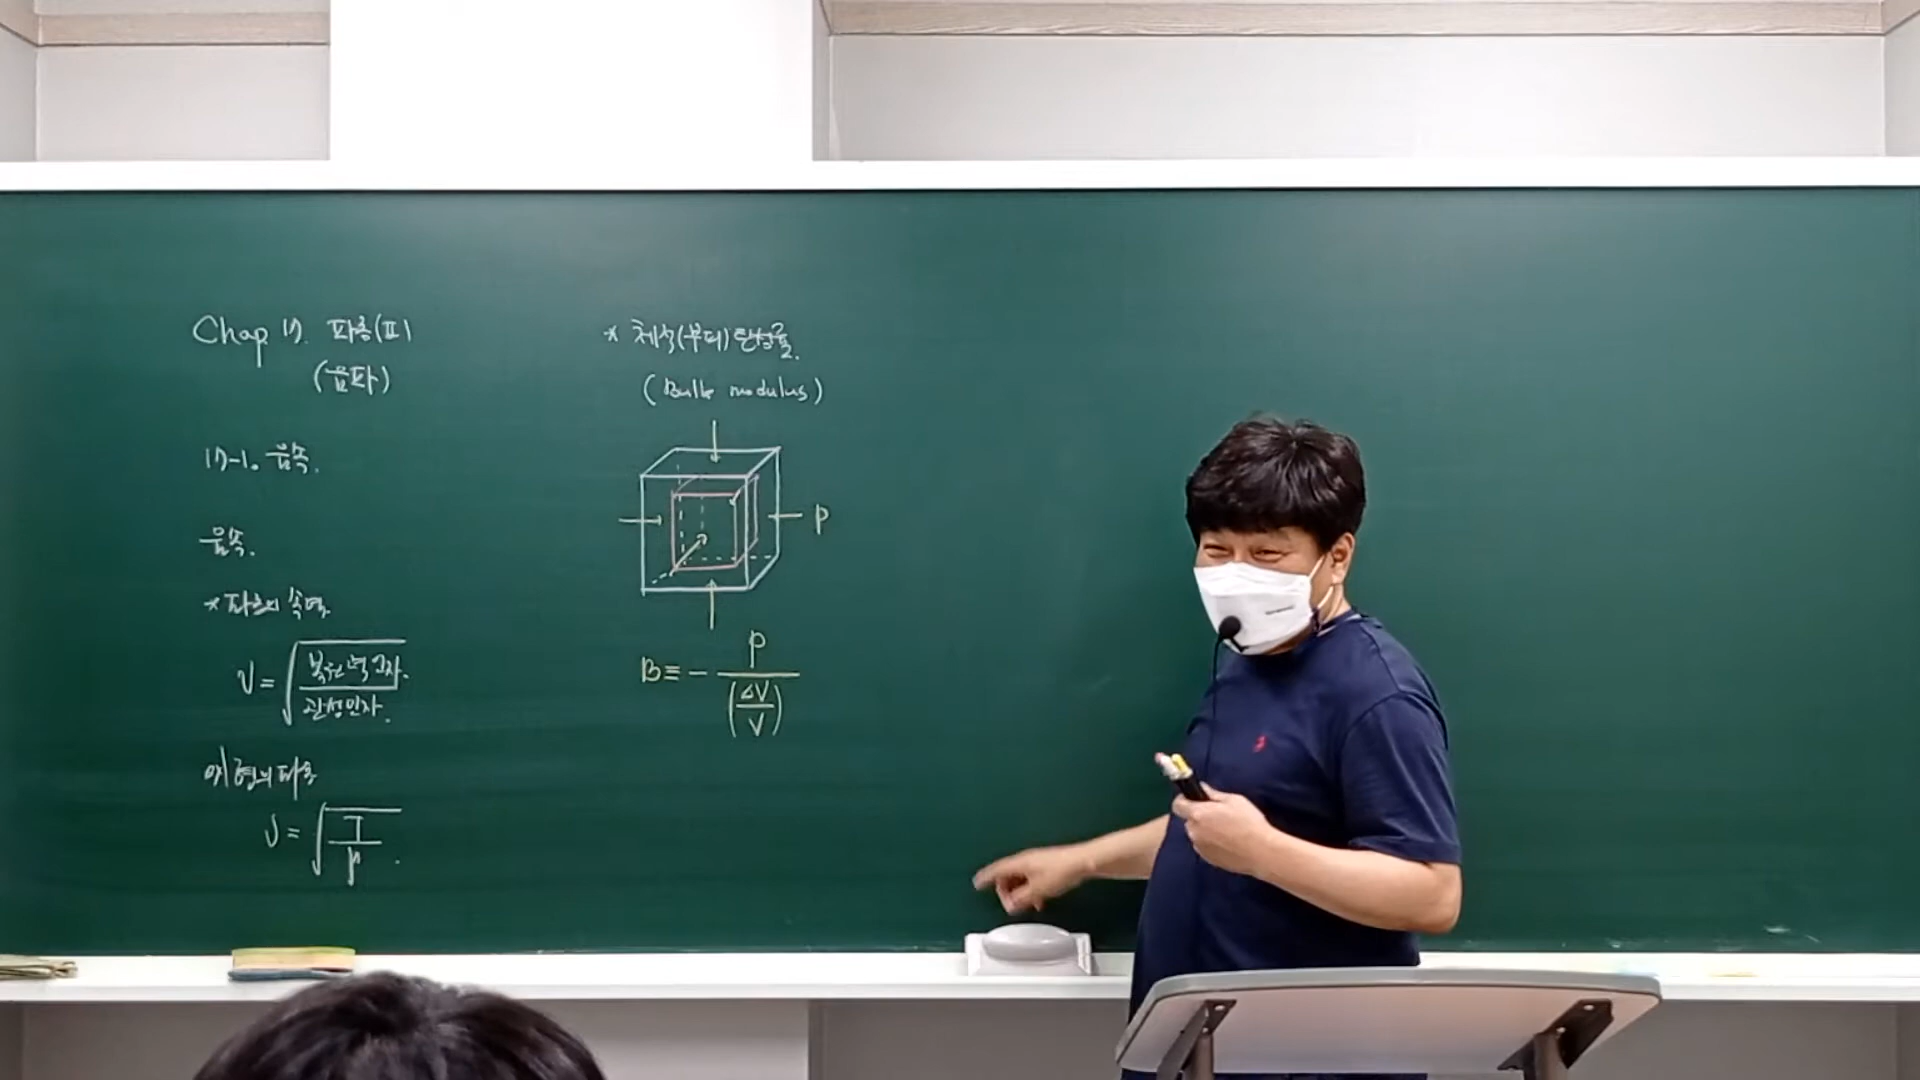 Chap 17. 파동(II)
(음파)
17-1. 음속.
음속.
* 파동의 속력.
v = √(복원력인자. / 관성인자.)
이형의 파동
v = √(T / μ).
* 체적(부피)탄성률.
(Bulk modulus)
P
B ≡ - P / (ΔV / V)